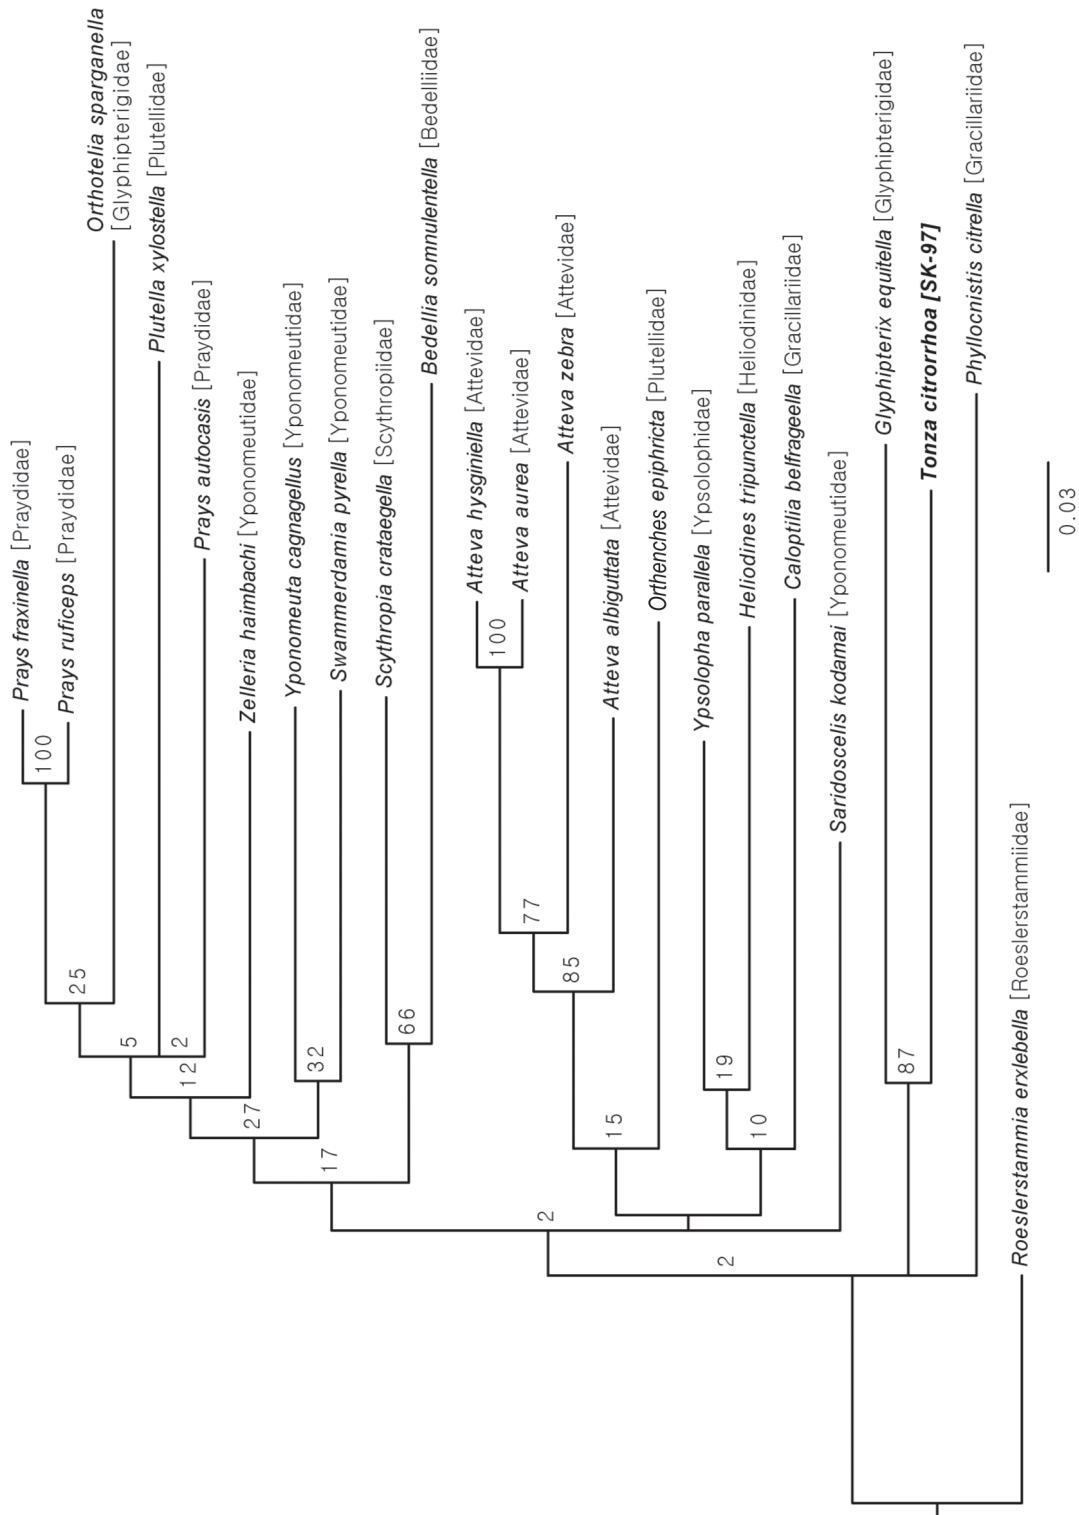 Prays fraxinella [Praydidae]
100
Prays ruficeps [Praydidae]
25
Orthotelia sparganella
[Glyphipterigidae]
5
Plutella xylostella [Plutellidae]
2
Prays autocasis [Praydidae]
12
Zelleria haimbachi [Yponomeutidae]
27
Yponomeuta cagnagellus [Yponomeutidae]
32
Swammerdamia pyrella [Yponomeutidae]
17
Scythropia crataegella [Scythropiidae]
66
Bedellia somnulentella [Bedelliidae]
2
Atteva hysginiella [Attevidae]
100
Atteva aurea [Attevidae]
77
Atteva zebra [Attevidae]
85
Atteva albiguttata [Attevidae]
15
Orthenches epiphricta [Plutellidae]
2
Ypsolopha parallela [Ypsolophidae]
19
Heliodines tripunctella [Heliodinidae]
10
Caloptilia belfrageella [Gracillariidae]
Saridoscelis kodamai [Yponomeutidae]
Glyphipterix equitella [Glyphipterigidae]
87
Tonza citrorrhoa [SK-97]
Phyllocnistis citrella [Gracillariidae]
Roeslerstammia erxlebella [Roeslerstammiidae]
0.03